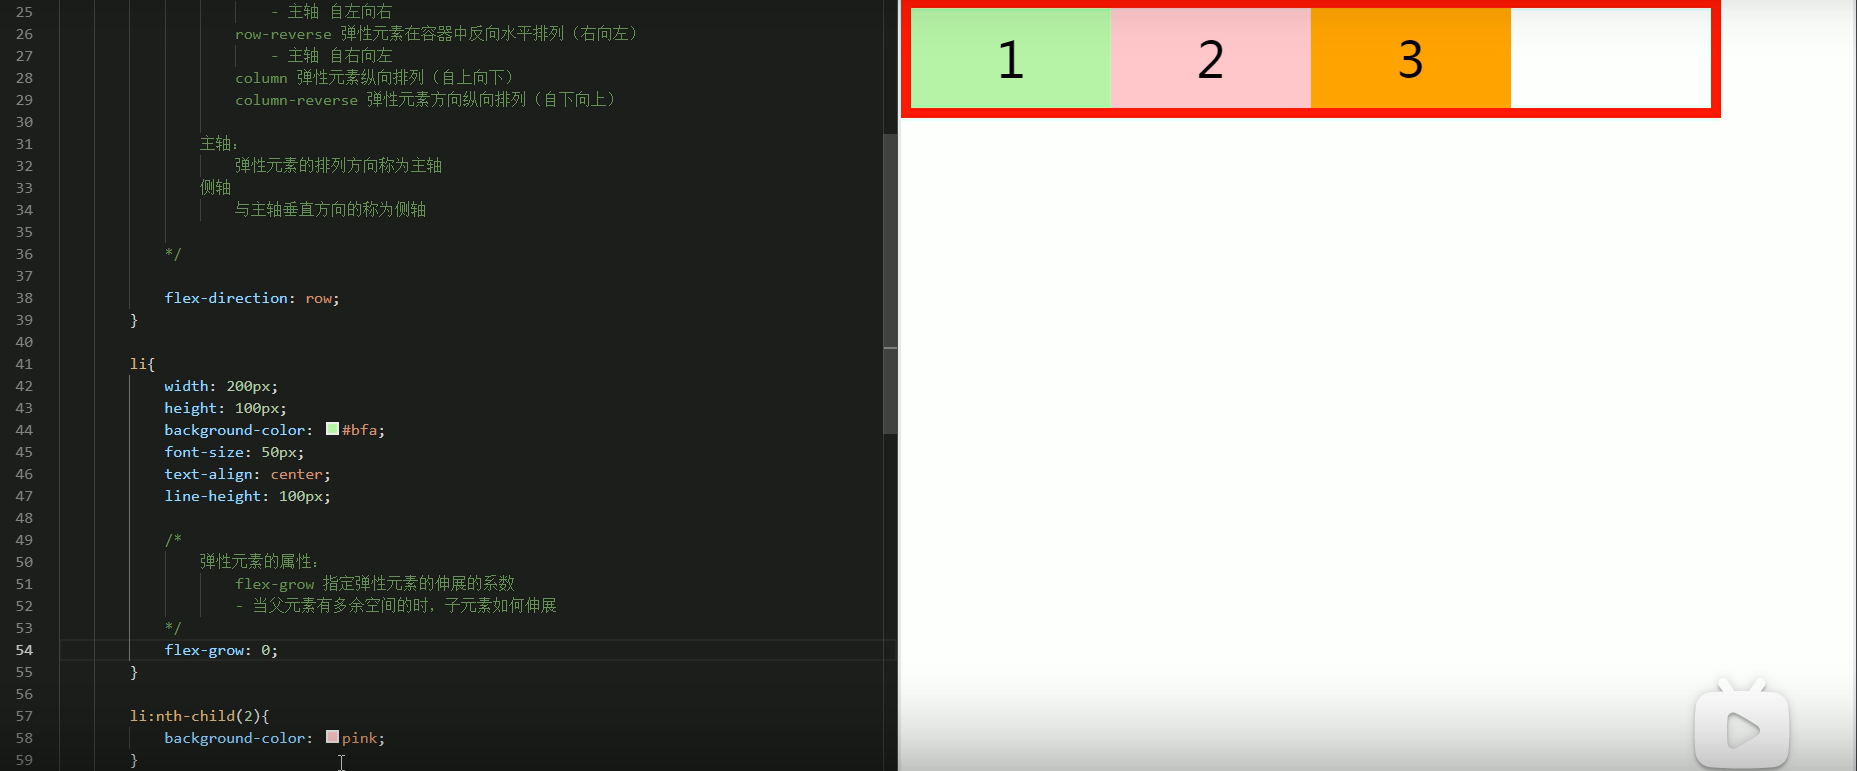 25 - 主轴 自左向右
26 row-reverse 弹性元素在容器中反向水平排列（右向左）
27 - 主轴 自右向左
28 column 弹性元素纵向排列（自上向下）
29 column-reverse 弹性元素方向纵向排列（自下向上）
30
31 主轴：
32 弹性元素的排列方向称为主轴
33 侧轴
34 与主轴垂直方向的称为侧轴
35
36 */
37
38 flex-direction: row;
39 }
40
41 li{
42 width: 200px;
43 height: 100px;
44 background-color: #bfa;
45 font-size: 50px;
46 text-align: center;
47 line-height: 100px;
48
49 /*
50 弹性元素的属性：
51 flex-grow 指定弹性元素的伸展的系数
52 - 当父元素有多余空间的时，子元素如何伸展
53 */
54 flex-grow: 0;
55 }
56
57 li:nth-child(2){
58 background-color: pink;
59 }
1 2 3